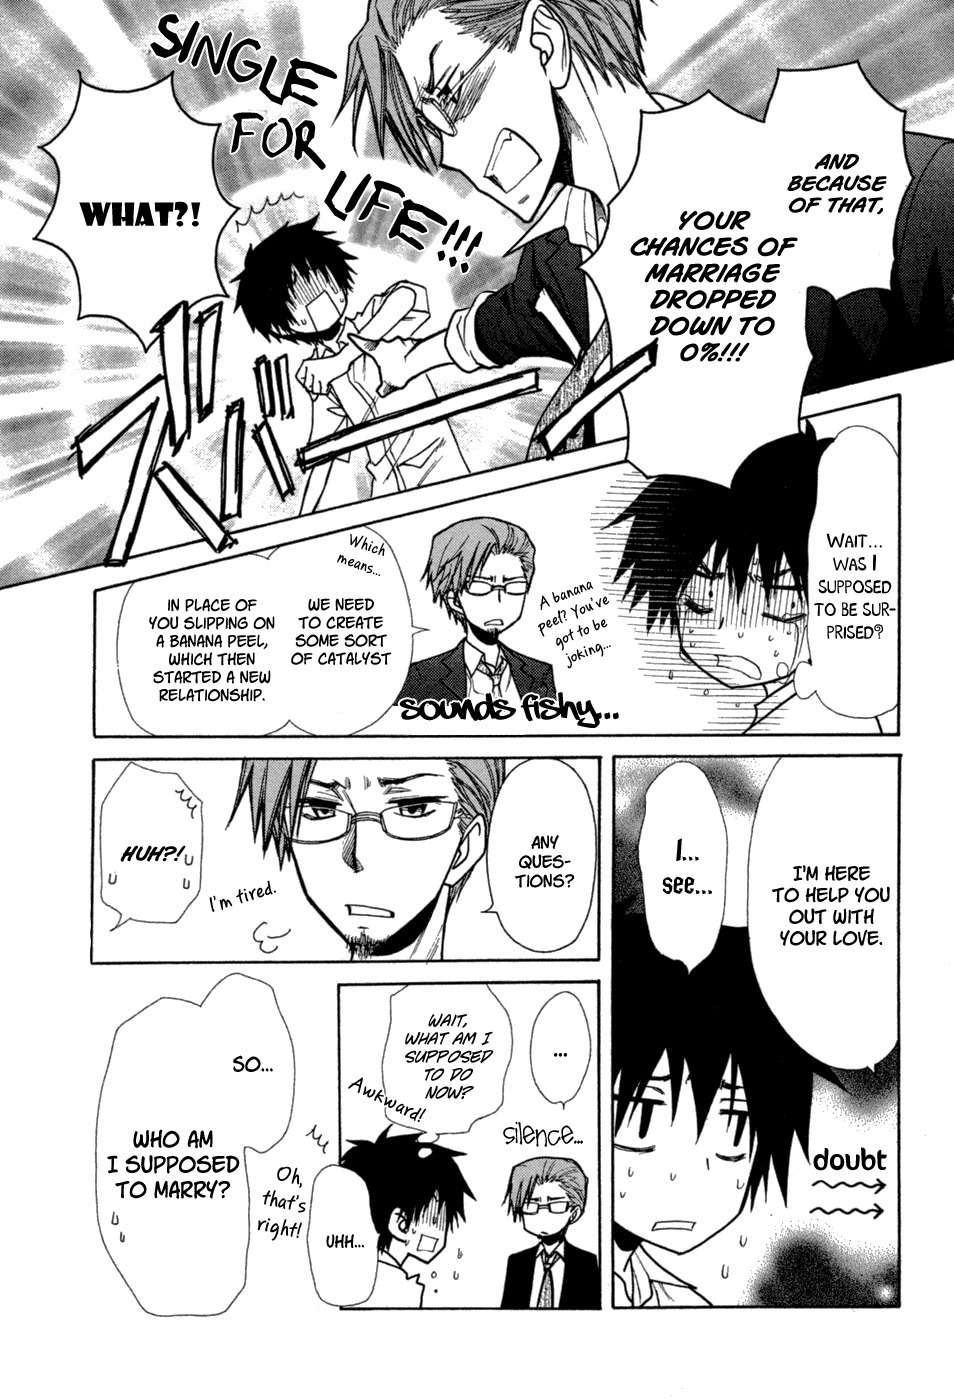 AND
BECAUSE
OF THAT,
YOUR
CHANCES OF
MARRIAGE
DROPPED
DOWN TO
0%!!!
SINGLE
FOR
LIFE!!!
WHAT?!
ズバーン
WAIT...
WAS I
SUPPOSED
TO BE SUR-
PRISED?
A banana
peel? You've
got to be
joking...
sounds fishy...
Which
means...
WE NEED
TO CREATE
SOME SORT
OF CATALYST
IN PLACE OF
YOU SLIPPING ON
A BANANA PEEL,
WHICH THEN
STARTED A NEW
RELATIONSHIP.
I'M HERE
TO HELP YOU
OUT WITH
YOUR LOVE.
I...
see...
doubt
ANY
QUES-
TIONS?
I'm tired.
HUH?!
...
silence...
WAIT,
WHAT AM I
SUPPOSED
TO DO
NOW?
Awkward!
UHH...
Oh,
that's
right!
SO...
WHO AM
I SUPPOSED
TO MARRY?